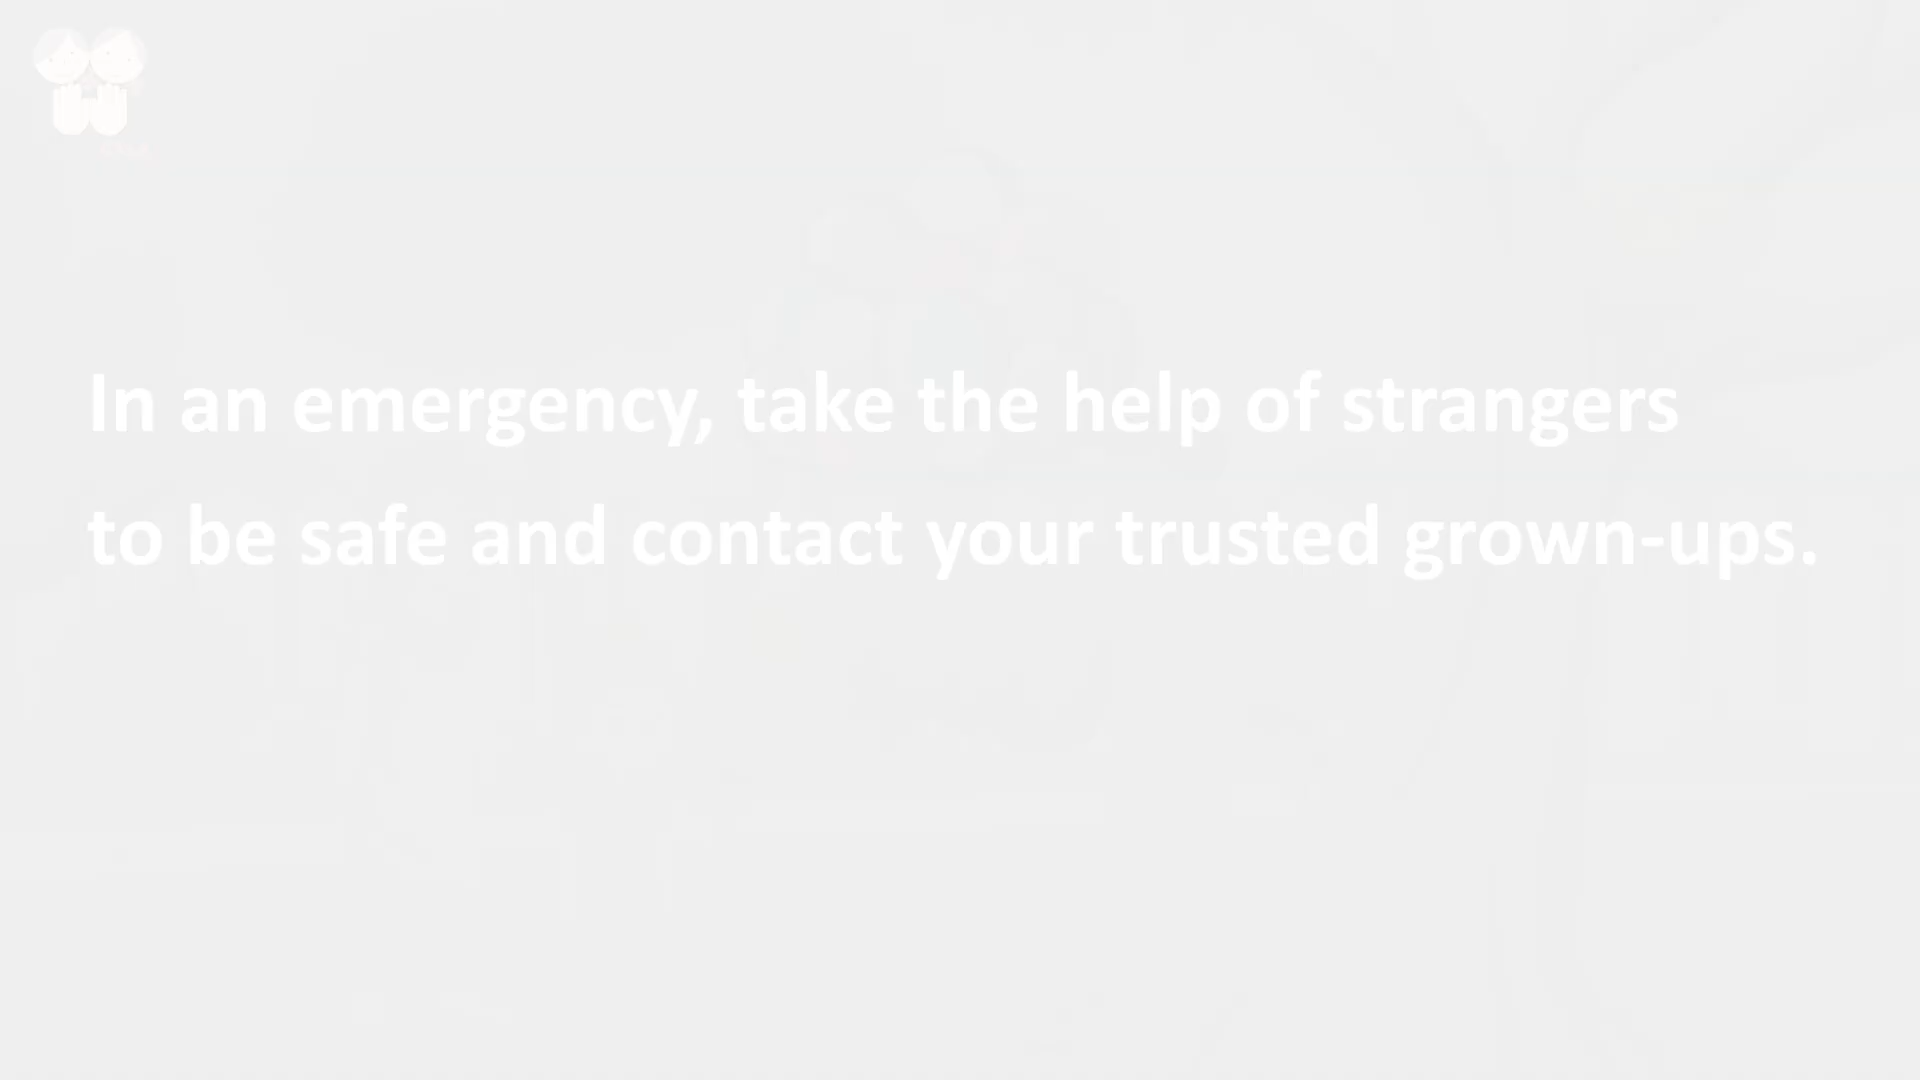 In an emergency, take the help of strangers
to be safe and contact your trusted grown-ups.